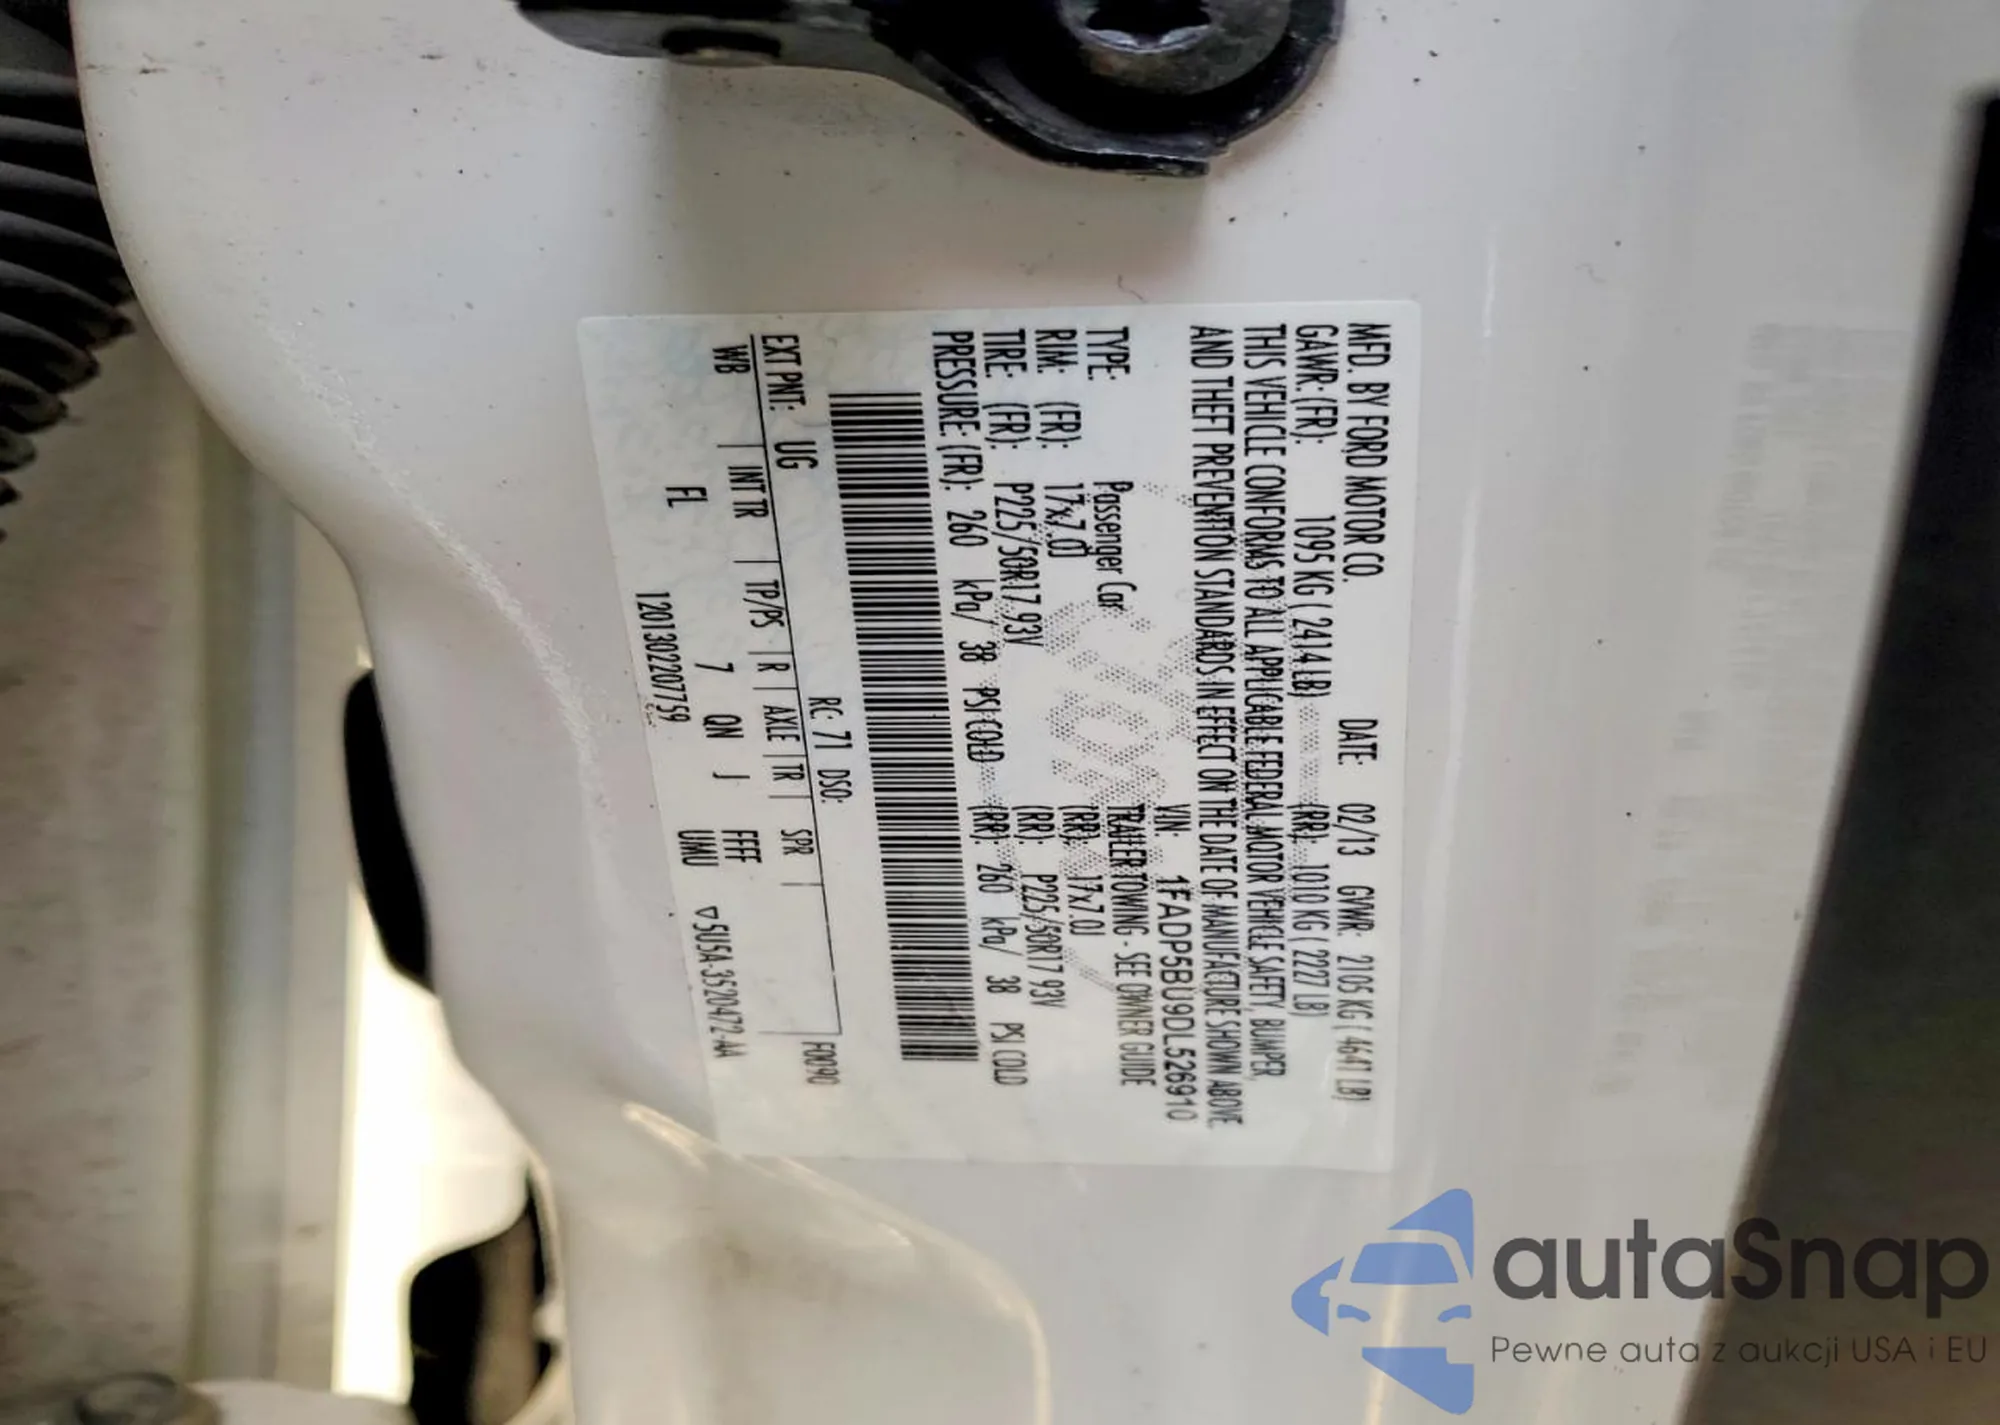 MFD. BY FORD MOTOR CO. DATE: 02/13 GVWR: 2105 KG ( 4641 LB)
GAWR: (FR): 1095 KG ( 2414 LB) (RR): 1010 KG ( 2227 LB)
THIS VEHICLE CONFORMS TO ALL APPLICABLE FEDERAL MOTOR VEHICLE SAFETY, BUMPER,
AND THEFT PREVENTION STANDARDS IN EFFECT ON THE DATE OF MANUFACTURE SHOWN ABOVE.
VIN: 1FADP5BU9DL526910
TYPE: Passenger Car TRAILER TOWING - SEE OWNER GUIDE
RIM: (FR): 17x7.0J (RR): 17x7.0J
TIRE: (FR): P225/50R17 93V (RR): P225/50R17 93V
PRESSURE: (FR): 260 kPa/ 38 PSI COLD (RR): 260 kPa/ 38 PSI COLD
EXT PNT: UG RC: 71 DSO: F0090
WB | INT TR | TP/PS | R | AXLE | TR | SPR |
FL 7 QN J FFFF
1201302207759 UMU ▽5U5A-3520472-AA
autaSnap
Pewne auta z aukcji USA i EU